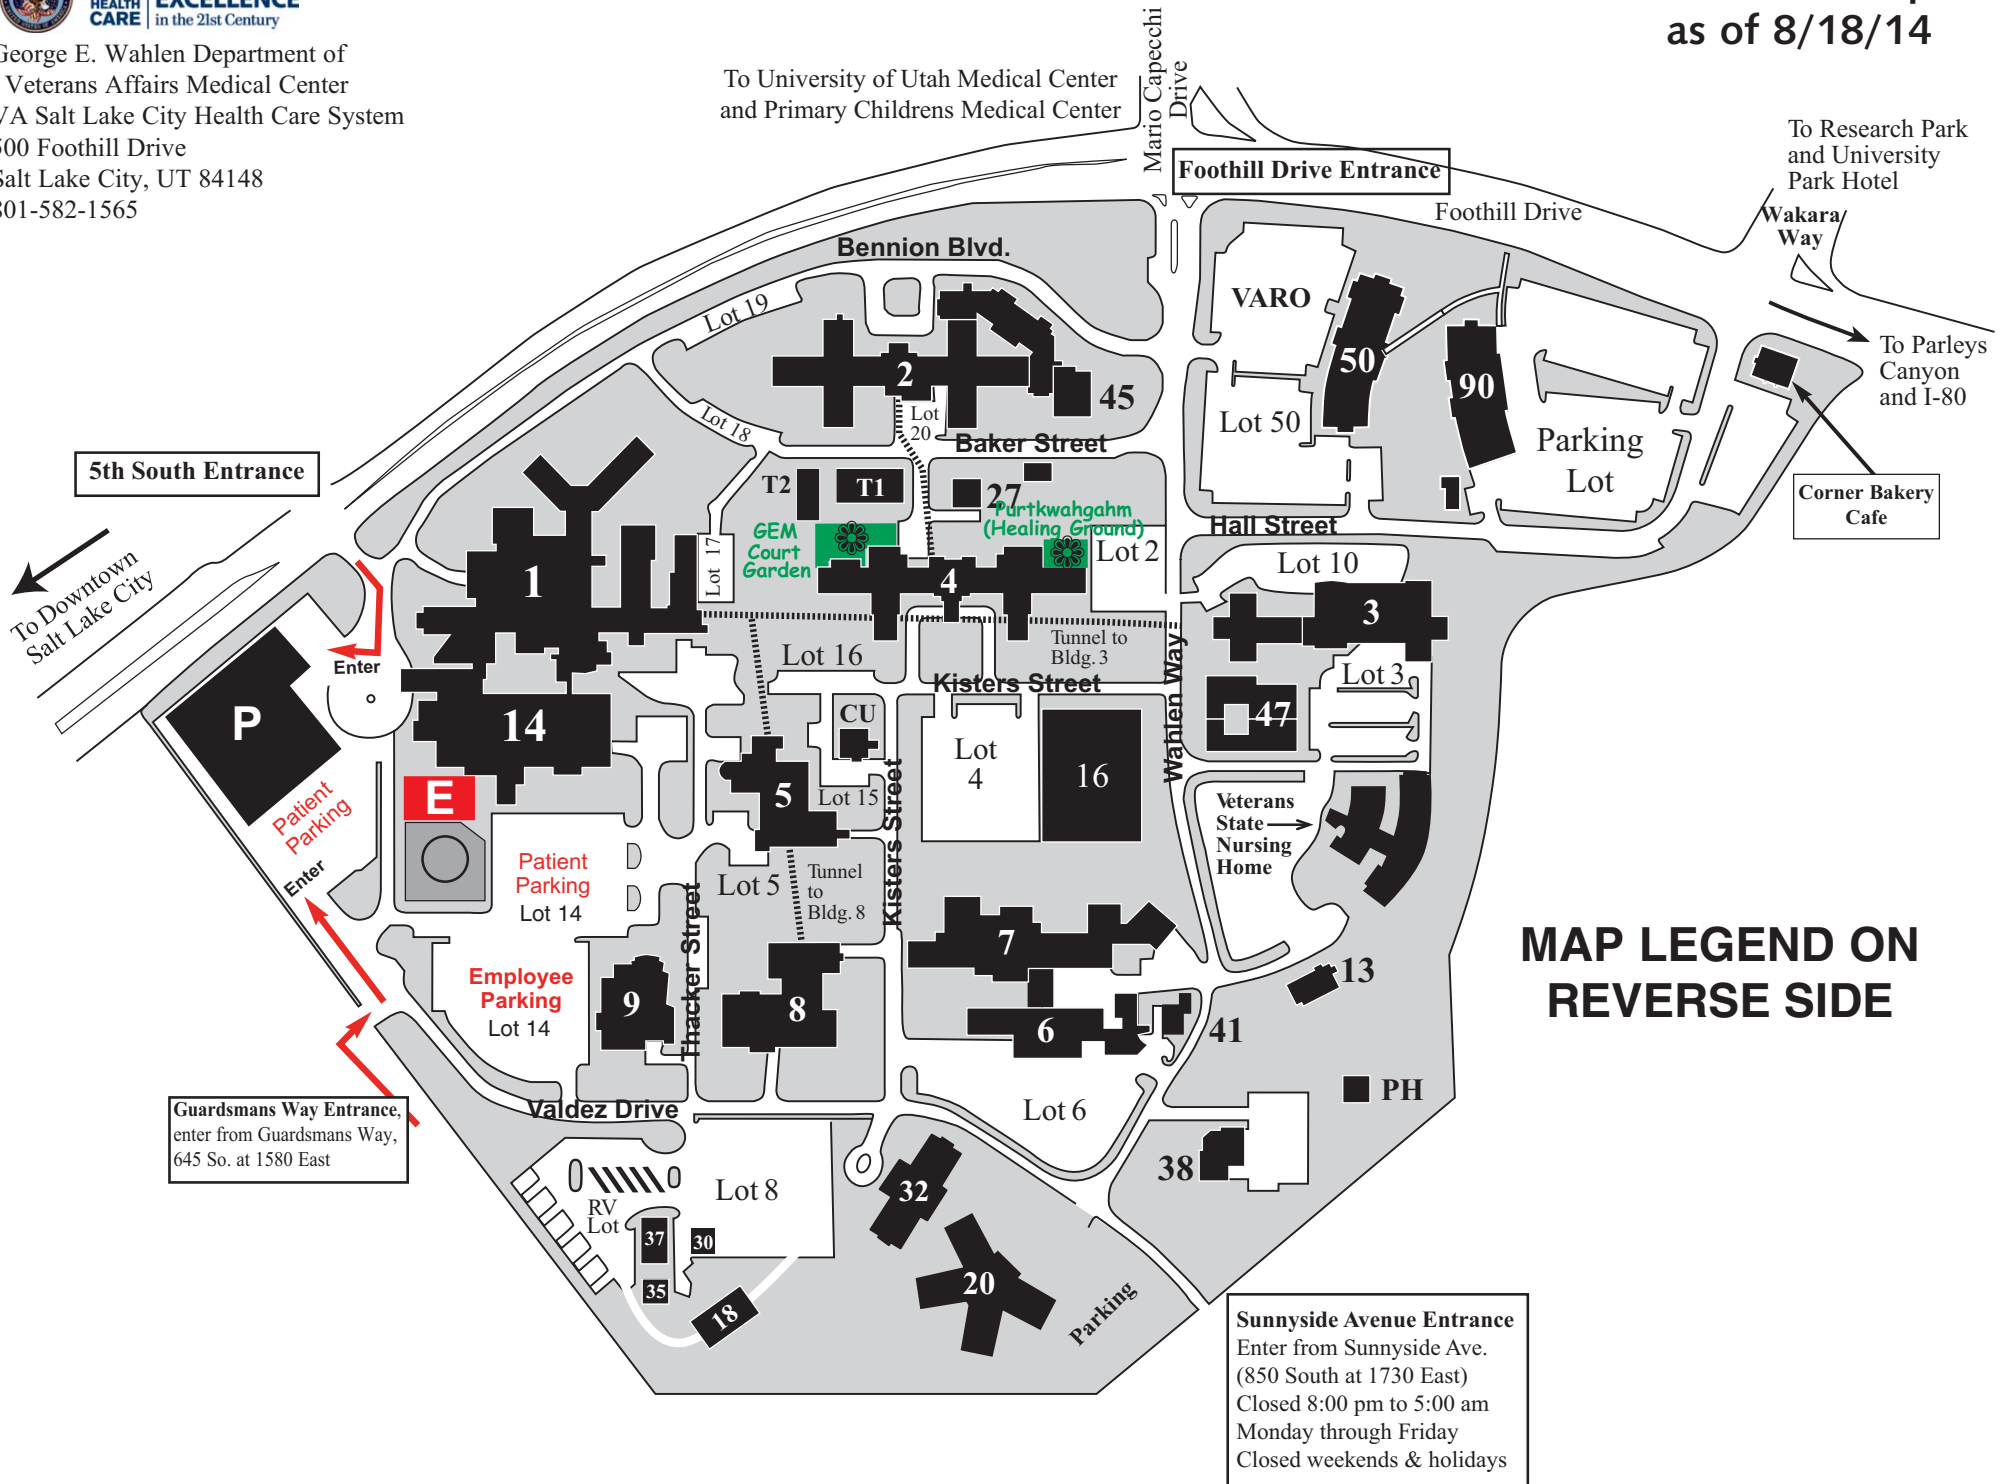 HEALTH
CARE
EXCELLENCE
in the 21st Century
George E. Wahlen Department of
Veterans Affairs Medical Center
VA Salt Lake City Health Care System
500 Foothill Drive
Salt Lake City, UT 84148
801-582-1565
as of 8/18/14
To University of Utah Medical Center
and Primary Childrens Medical Center
Mario Capecchi
Drive
Foothill Drive Entrance
Foothill Drive
To Research Park
and University
Park Hotel
Wakara
Way
To Parleys
Canyon
and I-80
Corner Bakery
Cafe
Bennion Blvd.
Lot 19
VARO
50
90
2
45
Lot 18
Lot
20
Baker Street
Lot 50
Parking
Lot
5th South Entrance
To Downtown
Salt Lake City
T2
T1
27
Purtkwahgahm
(Healing Ground)
GEM
Court
Garden
Hall Street
Lot 17
Lot 2
Lot 10
1
4
3
Enter
Lot 16
Tunnel to
Bldg. 3
Kisters Street
Wahlen Way
Lot 3
P
14
CU
47
Lot
4
16
E
5
Lot 15
Kisters Street
Veterans
State
Nursing
Home
Patient
Parking
Enter
Patient
Parking
Lot 14
Lot 5
Tunnel
to
Bldg. 8
Thacker Street
7
MAP LEGEND ON
REVERSE SIDE
Employee
Parking
Lot 14
9
8
6
13
41
PH
Guardsmans Way Entrance,
enter from Guardsmans Way,
645 So. at 1580 East
Valdez Drive
Lot 6
38
RV
Lot
Lot 8
32
37
30
35
18
20
Parking
Sunnyside Avenue Entrance
Enter from Sunnyside Ave.
(850 South at 1730 East)
Closed 8:00 pm to 5:00 am
Monday through Friday
Closed weekends & holidays